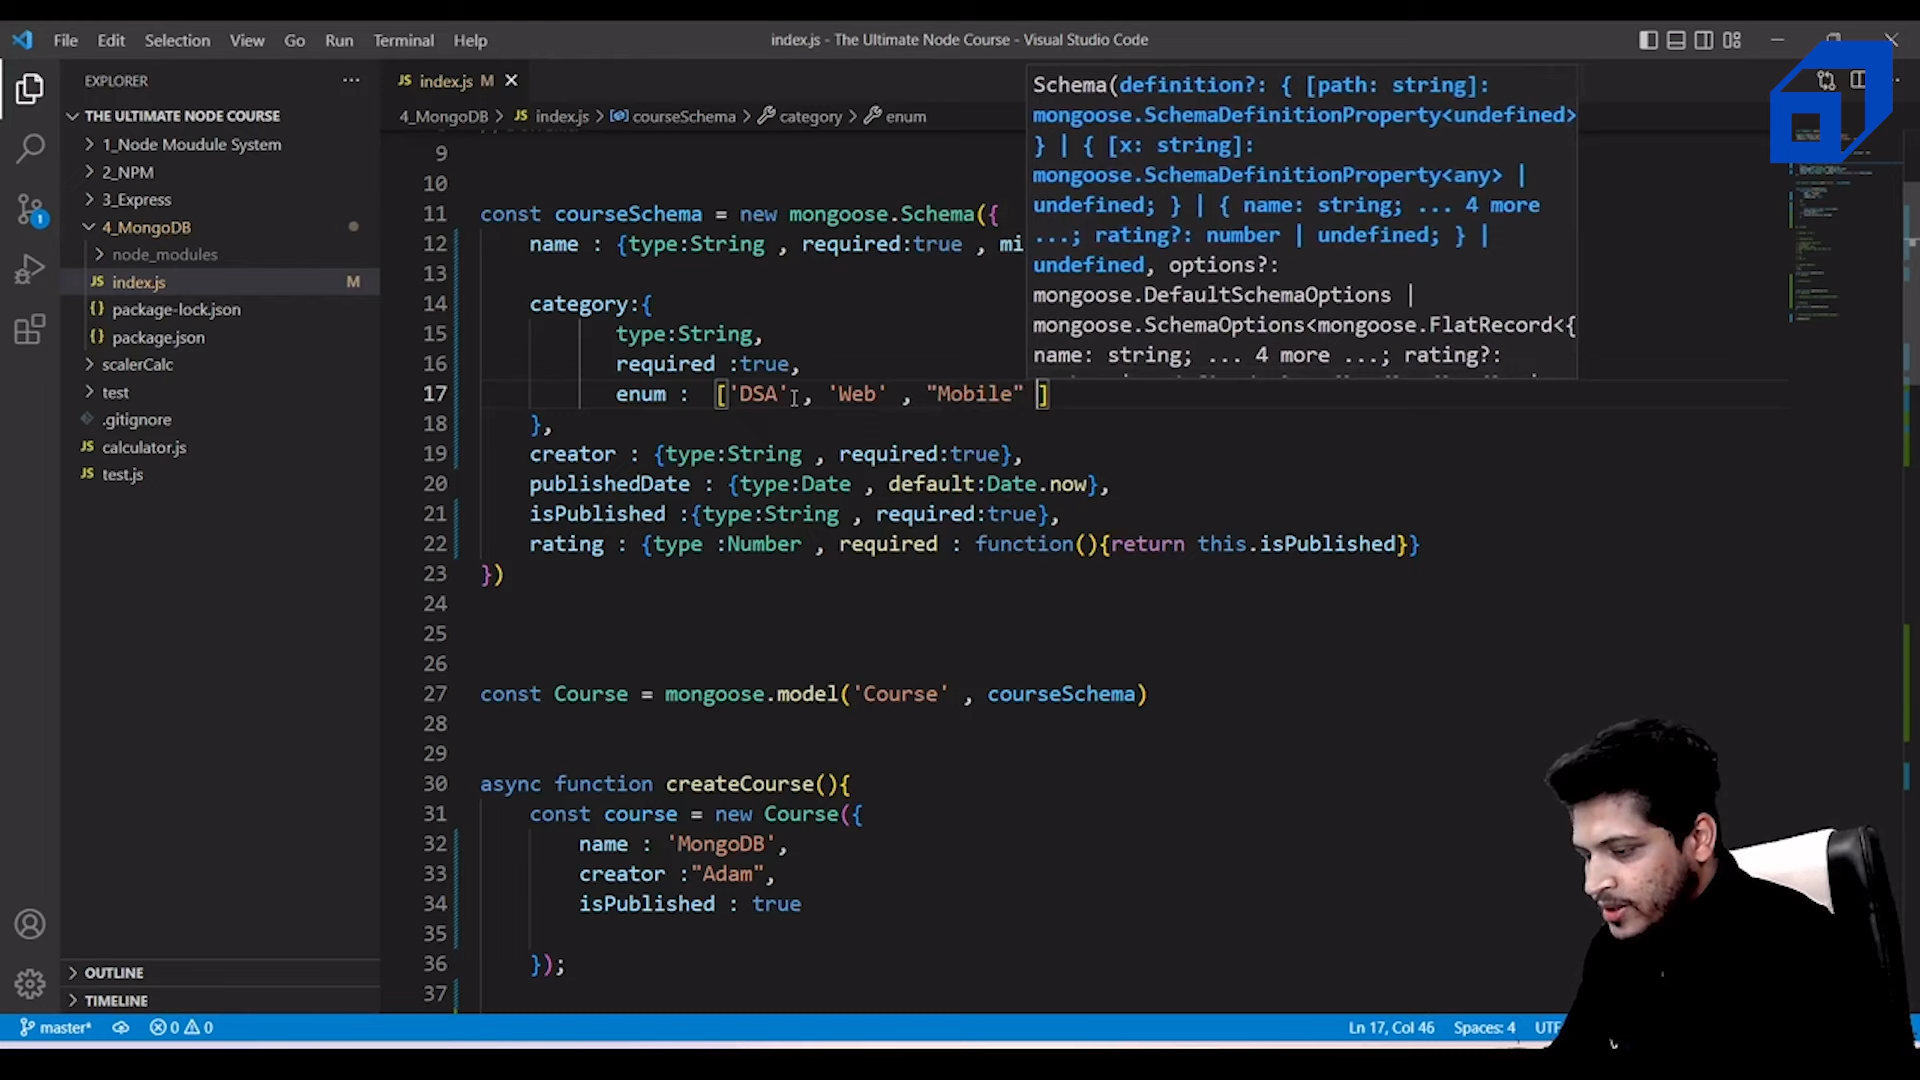 File Edit Selection View Go Run Terminal Help
index.js - The Ultimate Node Course - Visual Studio Code
EXPLORER
THE ULTIMATE NODE COURSE
1_Node Moudule System
2_NPM
3_Express
4_MongoDB
node_modules
JS index.js M
{} package-lock.json
{} package.json
scalerCalc
test
.gitignore
JS calculator.js
JS test.js
OUTLINE
TIMELINE
JS index.js M
4_MongoDB > JS index.js > courseSchema > category > enum
9
10
11 const courseSchema = new mongoose.Schema({
12 name : {type:String , required:true , mi
13
14 category:{
15 type:String,
16 required :true,
17 enum : ['DSA' , 'Web' , "Mobile" ]
18 },
19 creator : {type:String , required:true},
20 publishedDate : {type:Date , default:Date.now},
21 isPublished :{type:String , required:true},
22 rating : {type :Number , required : function(){return this.isPublished}}
23 })
24
25
26
27 const Course = mongoose.model('Course' , courseSchema)
28
29
30 async function createCourse(){
31 const course = new Course({
32 name : 'MongoDB',
33 creator :"Adam",
34 isPublished : true
35
36 });
37
Schema(definition?: { [path: string]:
mongoose.SchemaDefinitionProperty<undefined>
} | { [x: string]:
mongoose.SchemaDefinitionProperty<any> |
undefined; } | { name: string; ... 4 more
...; rating?: number | undefined; } |
undefined, options?:
mongoose.DefaultSchemaOptions |
mongoose.SchemaOptions<mongoose.FlatRecord<{
name: string; ... 4 more ...; rating?:
1
master* 0 0
Ln 17, Col 46 Spaces: 4